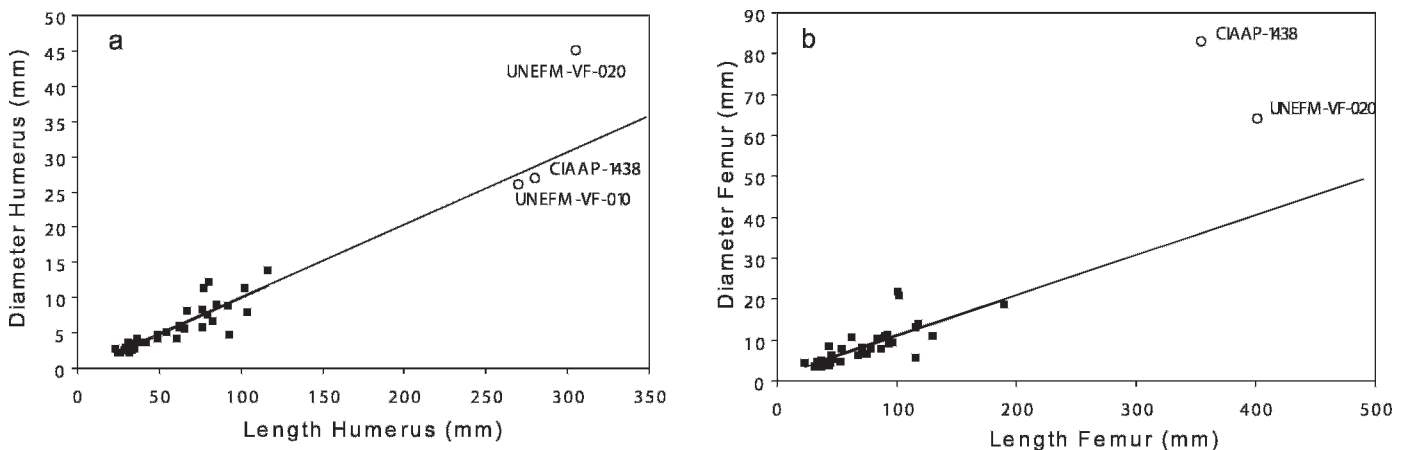 a
Diameter Humerus (mm)
50
45
40
35
30
25
20
15
10
5
0
UNEFM-VF-020
CIAAP-1438
UNEFM-VF-010
0 50 100 150 200 250 300 350
Length Humerus (mm)
b
Diameter Femur (mm)
90
80
70
60
50
40
30
20
10
0
CIAAP-1438
UNEFM-VF-020
0 100 200 300 400 500
Length Femur (mm)